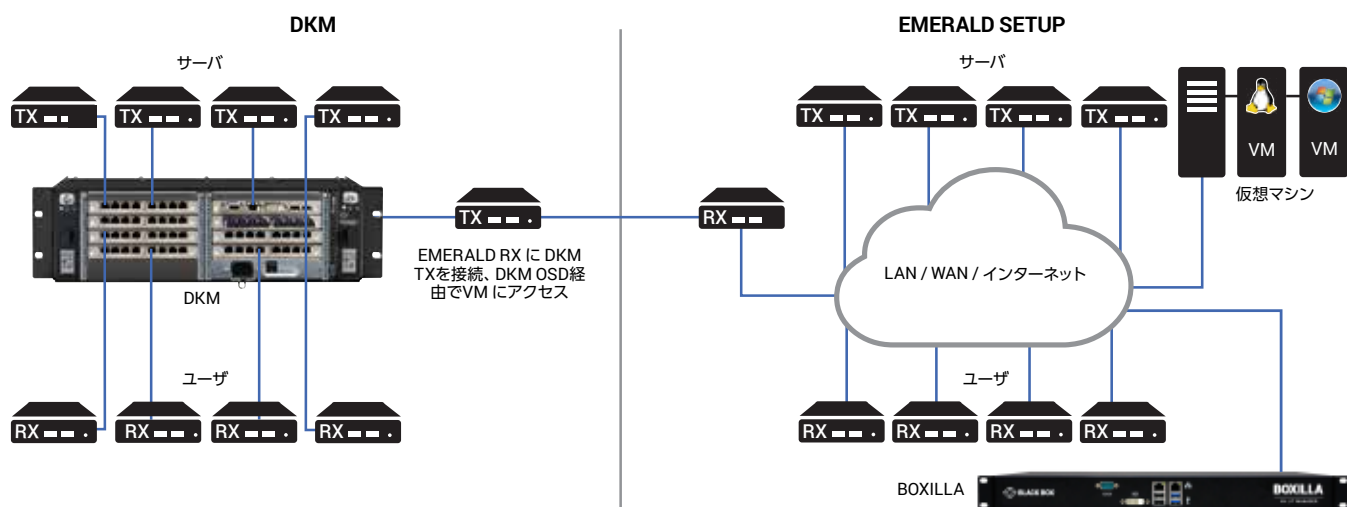 DKM
サーバ
TX
TX
TX
TX
DKM
ユーザ
RX
RX
RX
RX
TX
EMERALD RX に DKM
TXを接続、DKM OSD経
由でVM にアクセス
EMERALD SETUP
サーバ
TX
TX
TX
TX
VM
VM
仮想マシン
RX
LAN / WAN / インターネット
ユーザ
RX
RX
RX
RX
BOXILLA
BLACK BOX
BOXILLA